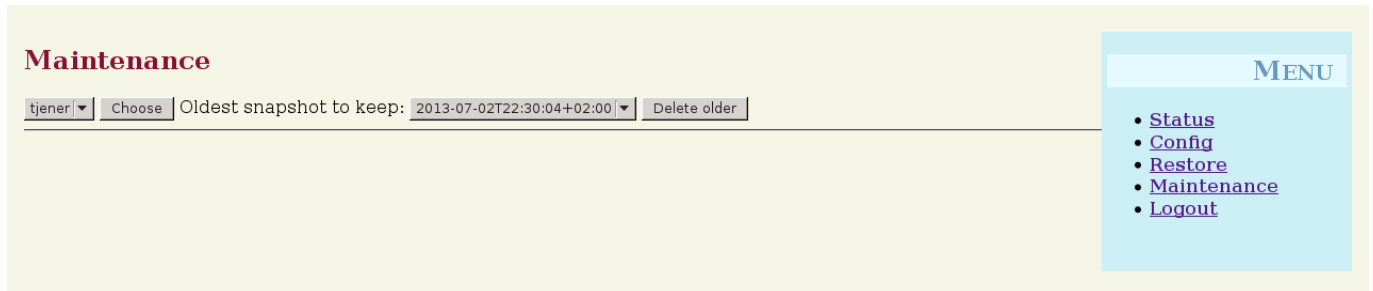 Maintenance
tjener Choose Oldest snapshot to keep: 2013-07-02T22:30:04+02:00 Delete older
MENU
Status
Config
Restore
Maintenance
Logout